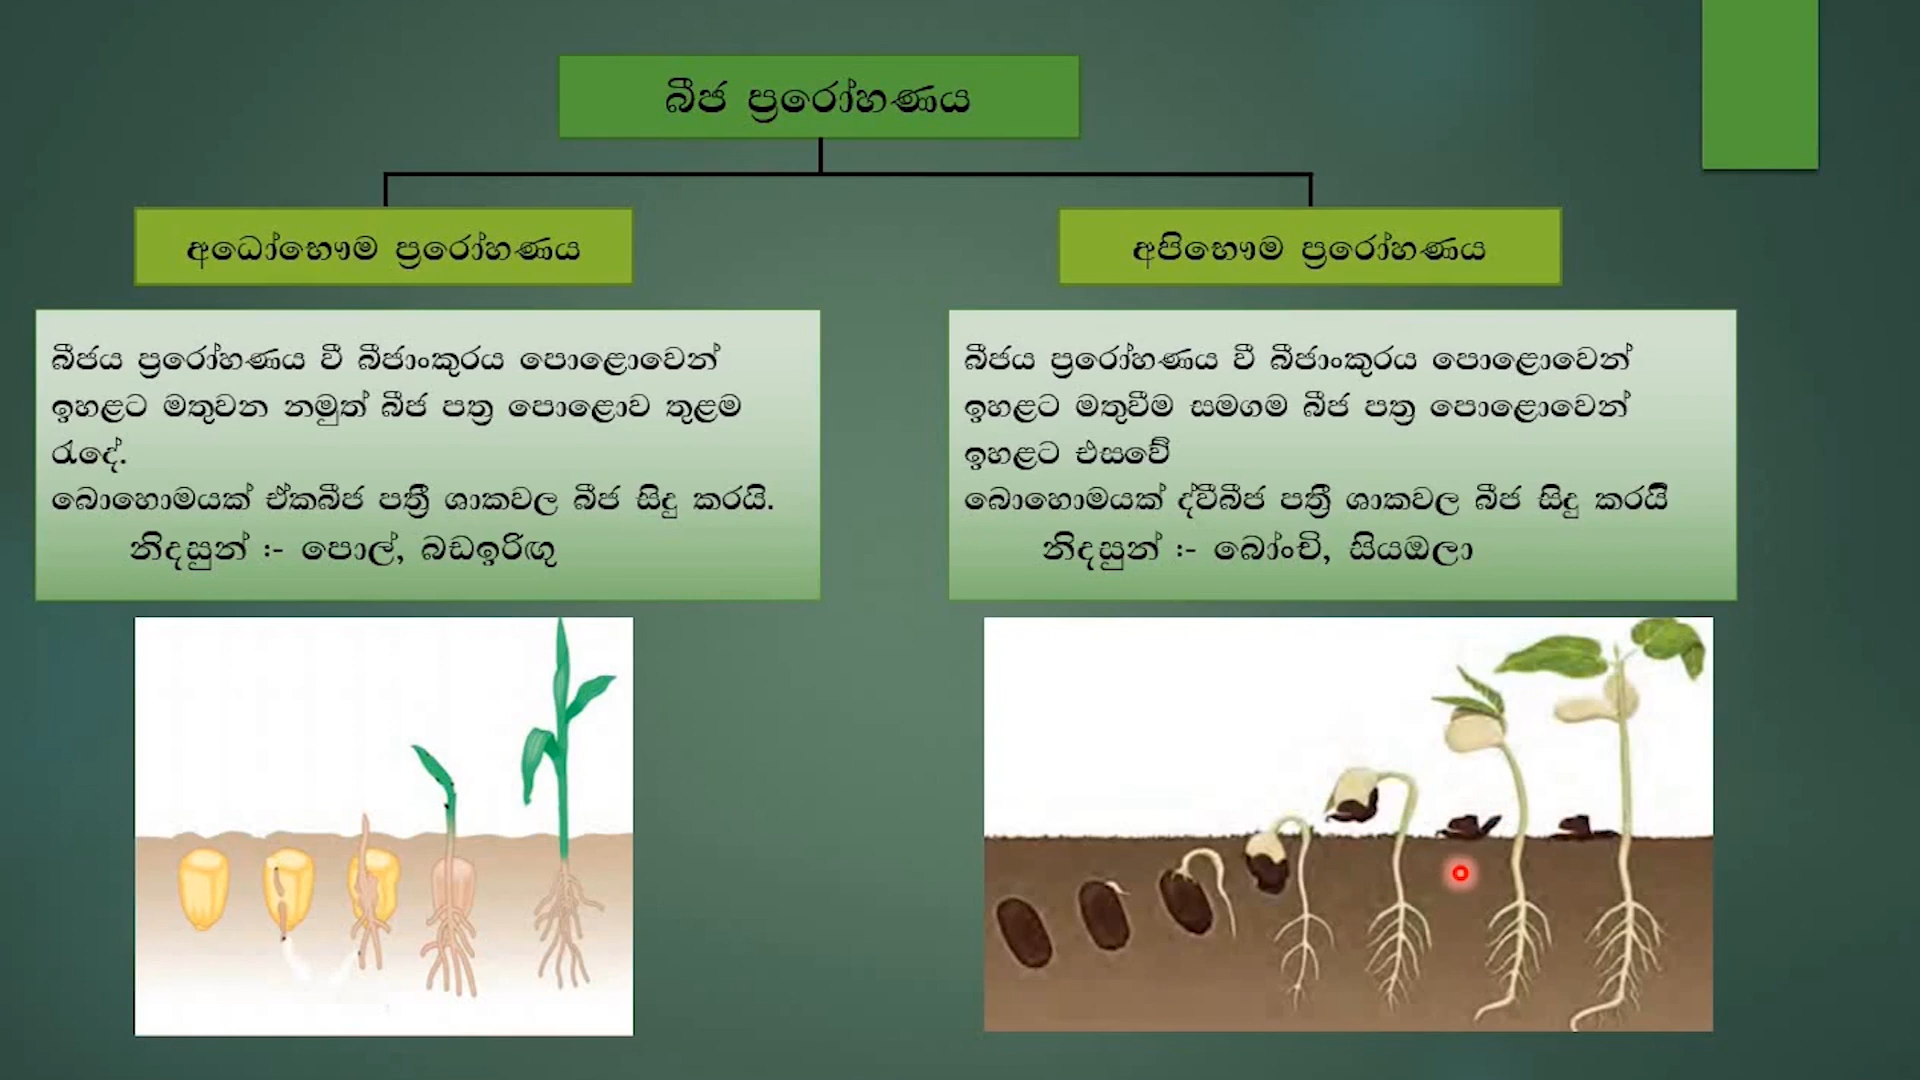 බීජ ප්‍රරෝහණය
අධෝභෞම ප්‍රරෝහණය
බීජය ප්‍රරෝහණය වී බීජාංකුරය පොළොවෙන්
ඉහළට මතුවන නමුත් බීජ පත්‍ර පොළොව තුළම
රැදේ.
බොහොමයක් ඒකබීජ පත්‍රී ශාකවල බීජ සිදු කරයි.
නිදසුන් :- පොල්, බඩඉරිඟු
අපිභෞම ප්‍රරෝහණය
බීජය ප්‍රරෝහණය වී බීජාංකුරය පොළොවෙන්
ඉහළට මතුවීම සමගම බීජ පත්‍ර පොළොවෙන්
ඉහළට එසවේ
බොහොමයක් ද්වීබීජ පත්‍රී ශාකවල බීජ සිදු කරයි
නිදසුන් :- බෝංචි, සියඹලා